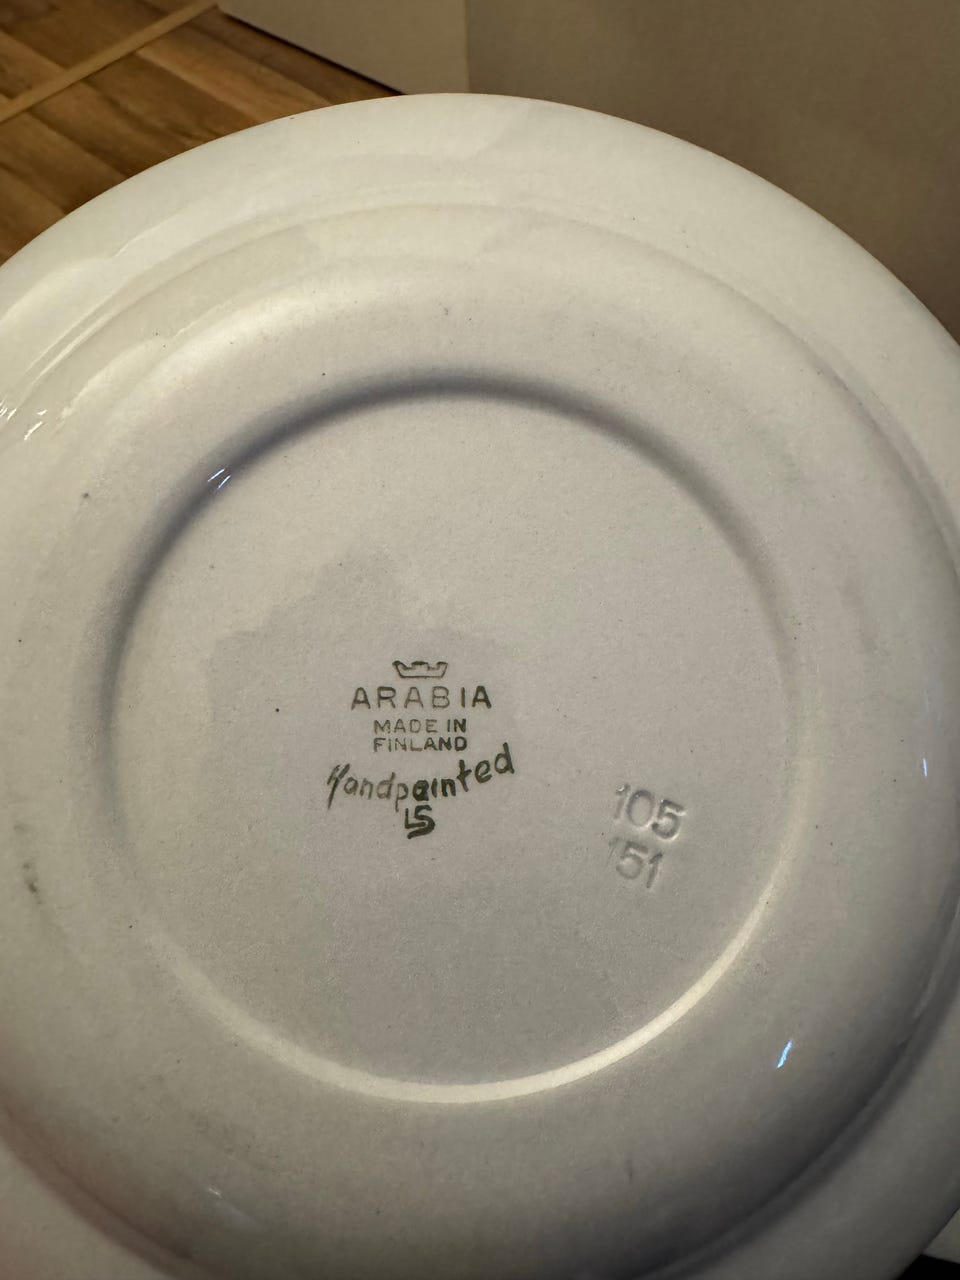 ARABIA
MADE IN
FINLAND
Handpainted
LS
105
151